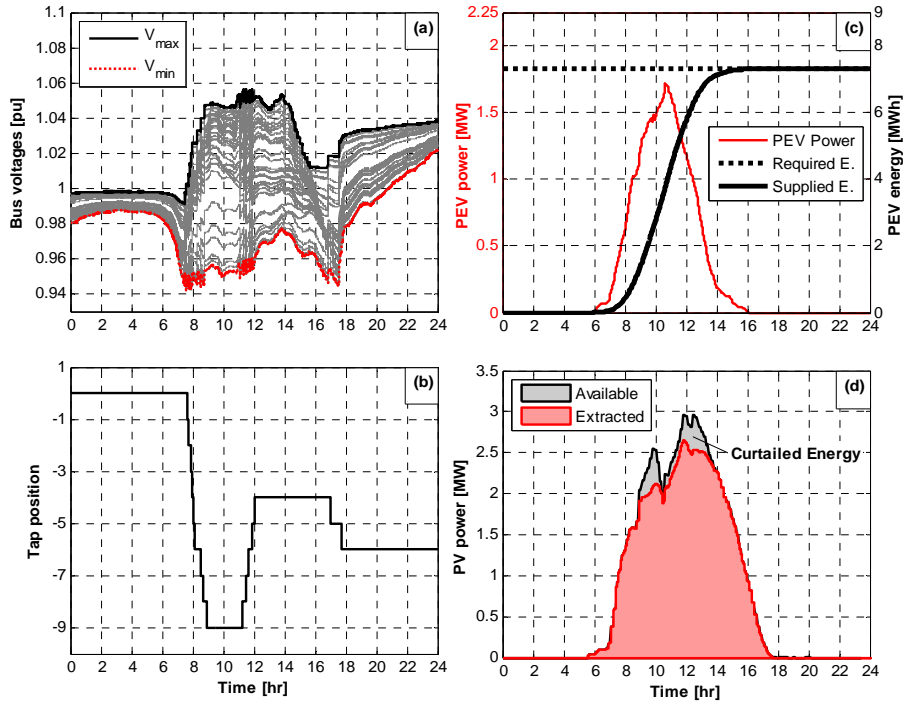 (a)
V_max
V_min
Bus voltages [pu]
1.1
1.08
1.06
1.04
1.02
1
0.98
0.96
0.94
0 2 4 6 8 10 12 14 16 18 20 22 24
(c)
PEV Power
Required E.
Supplied E.
PEV power [MW]
2.25
2
1.5
1
0.5
0
PEV energy [MWh]
9
8
6
4
2
0
0 2 4 6 8 10 12 14 16 18 20 22 24
(b)
Tap position
1
-1
-3
-5
-7
-9
0 2 4 6 8 10 12 14 16 18 20 22 24
Time [hr]
(d)
Available
Extracted
Curtailed Energy
PV power [MW]
3.5
3
2.5
2
1.5
1
0.5
0
0 2 4 6 8 10 12 14 16 18 20 22 24
Time [hr]